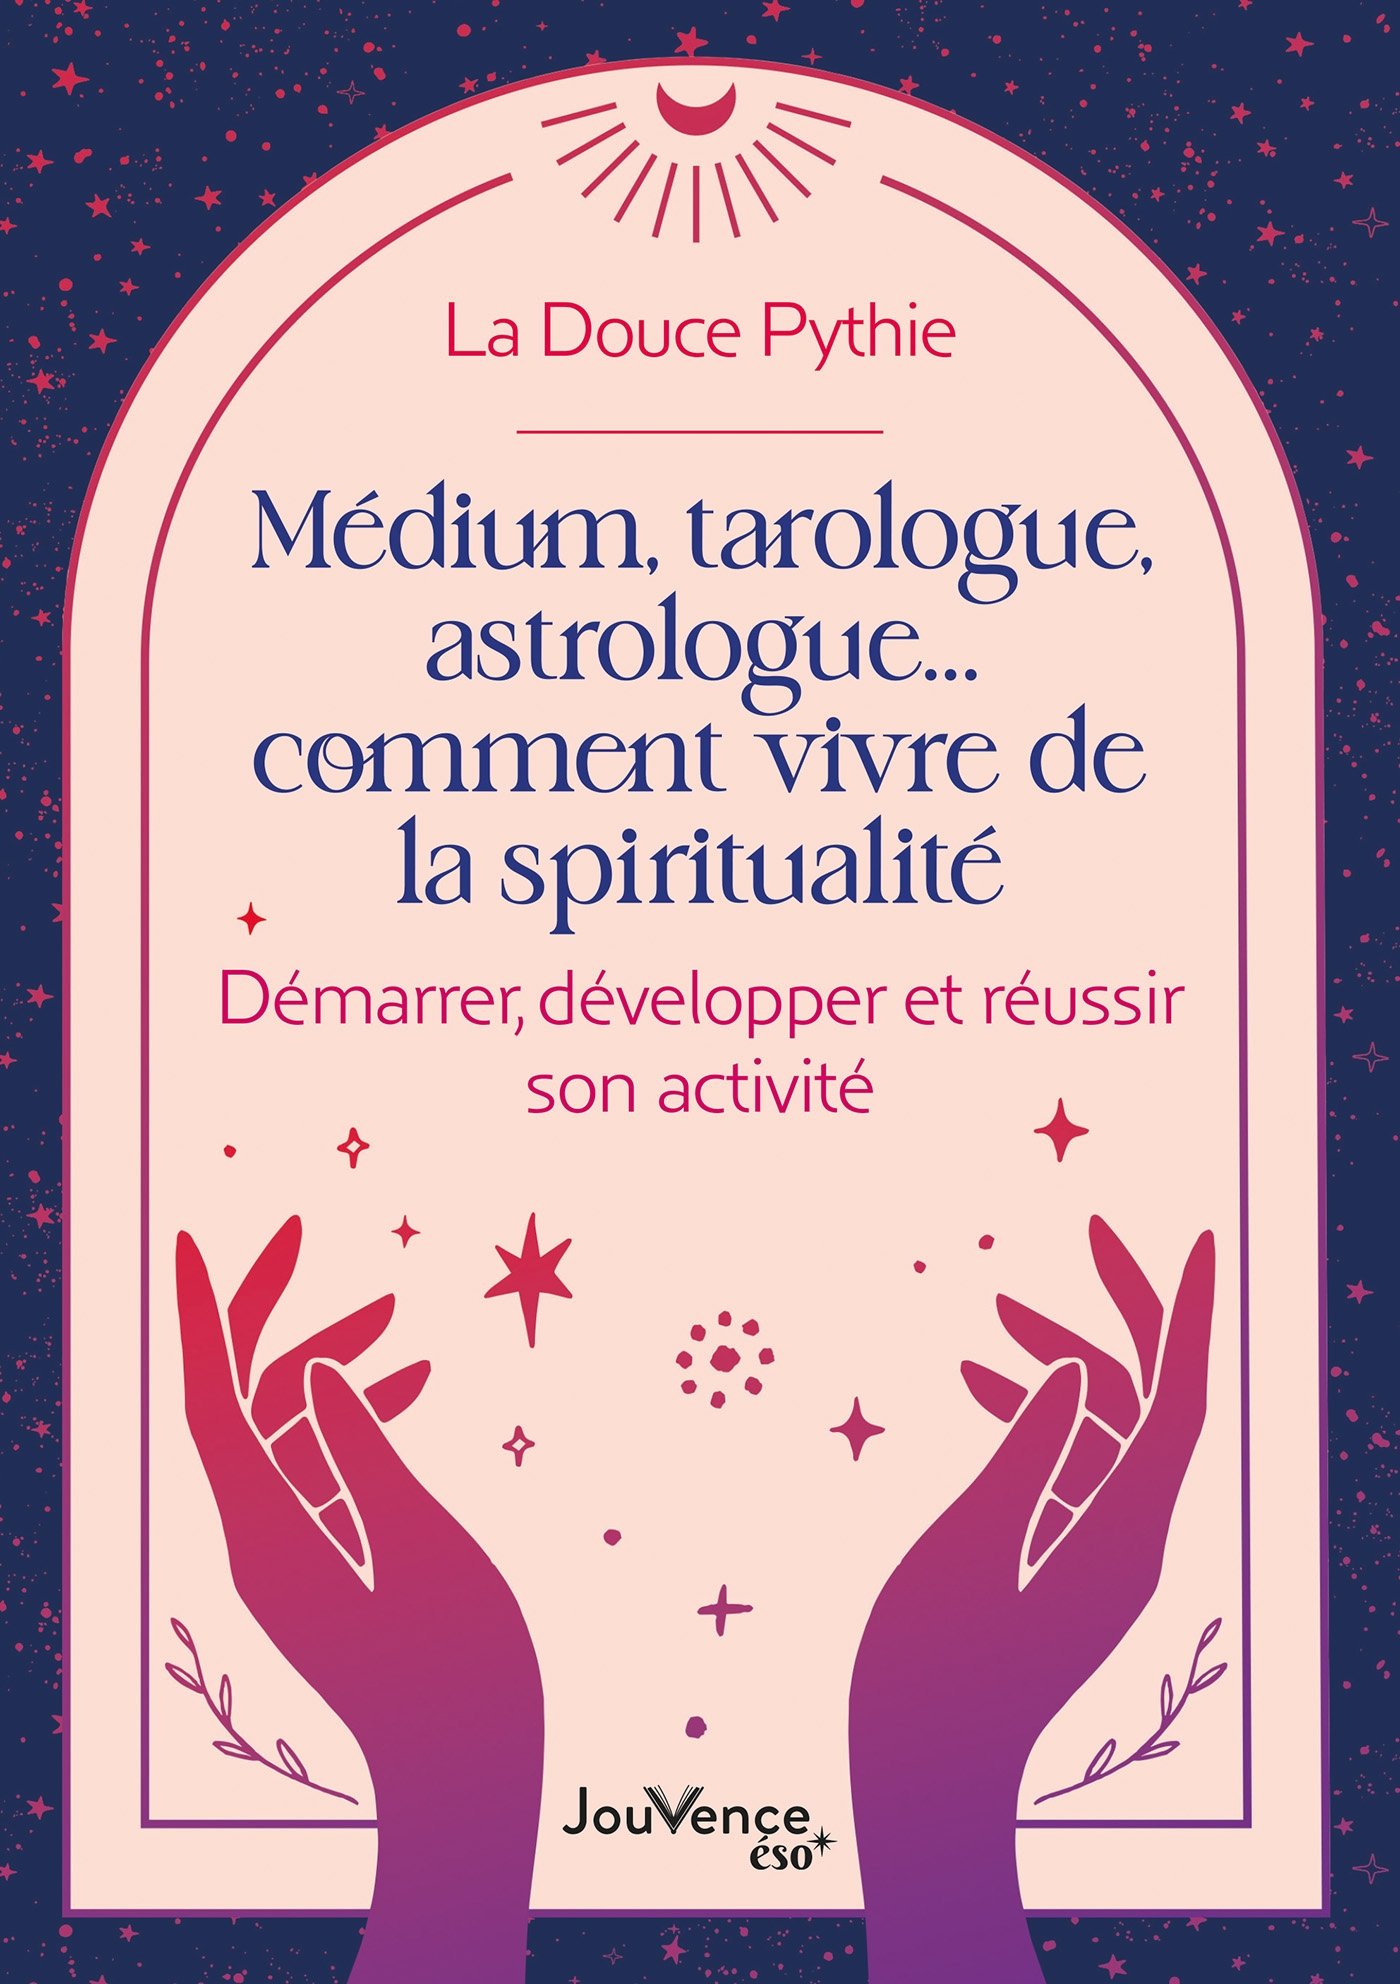 La Douce Pythie
Médium, tarologue,
astrologue...
comment vivre de
la spiritualité
Démarrer, développer et réussir
son activité
Jouvence
éso